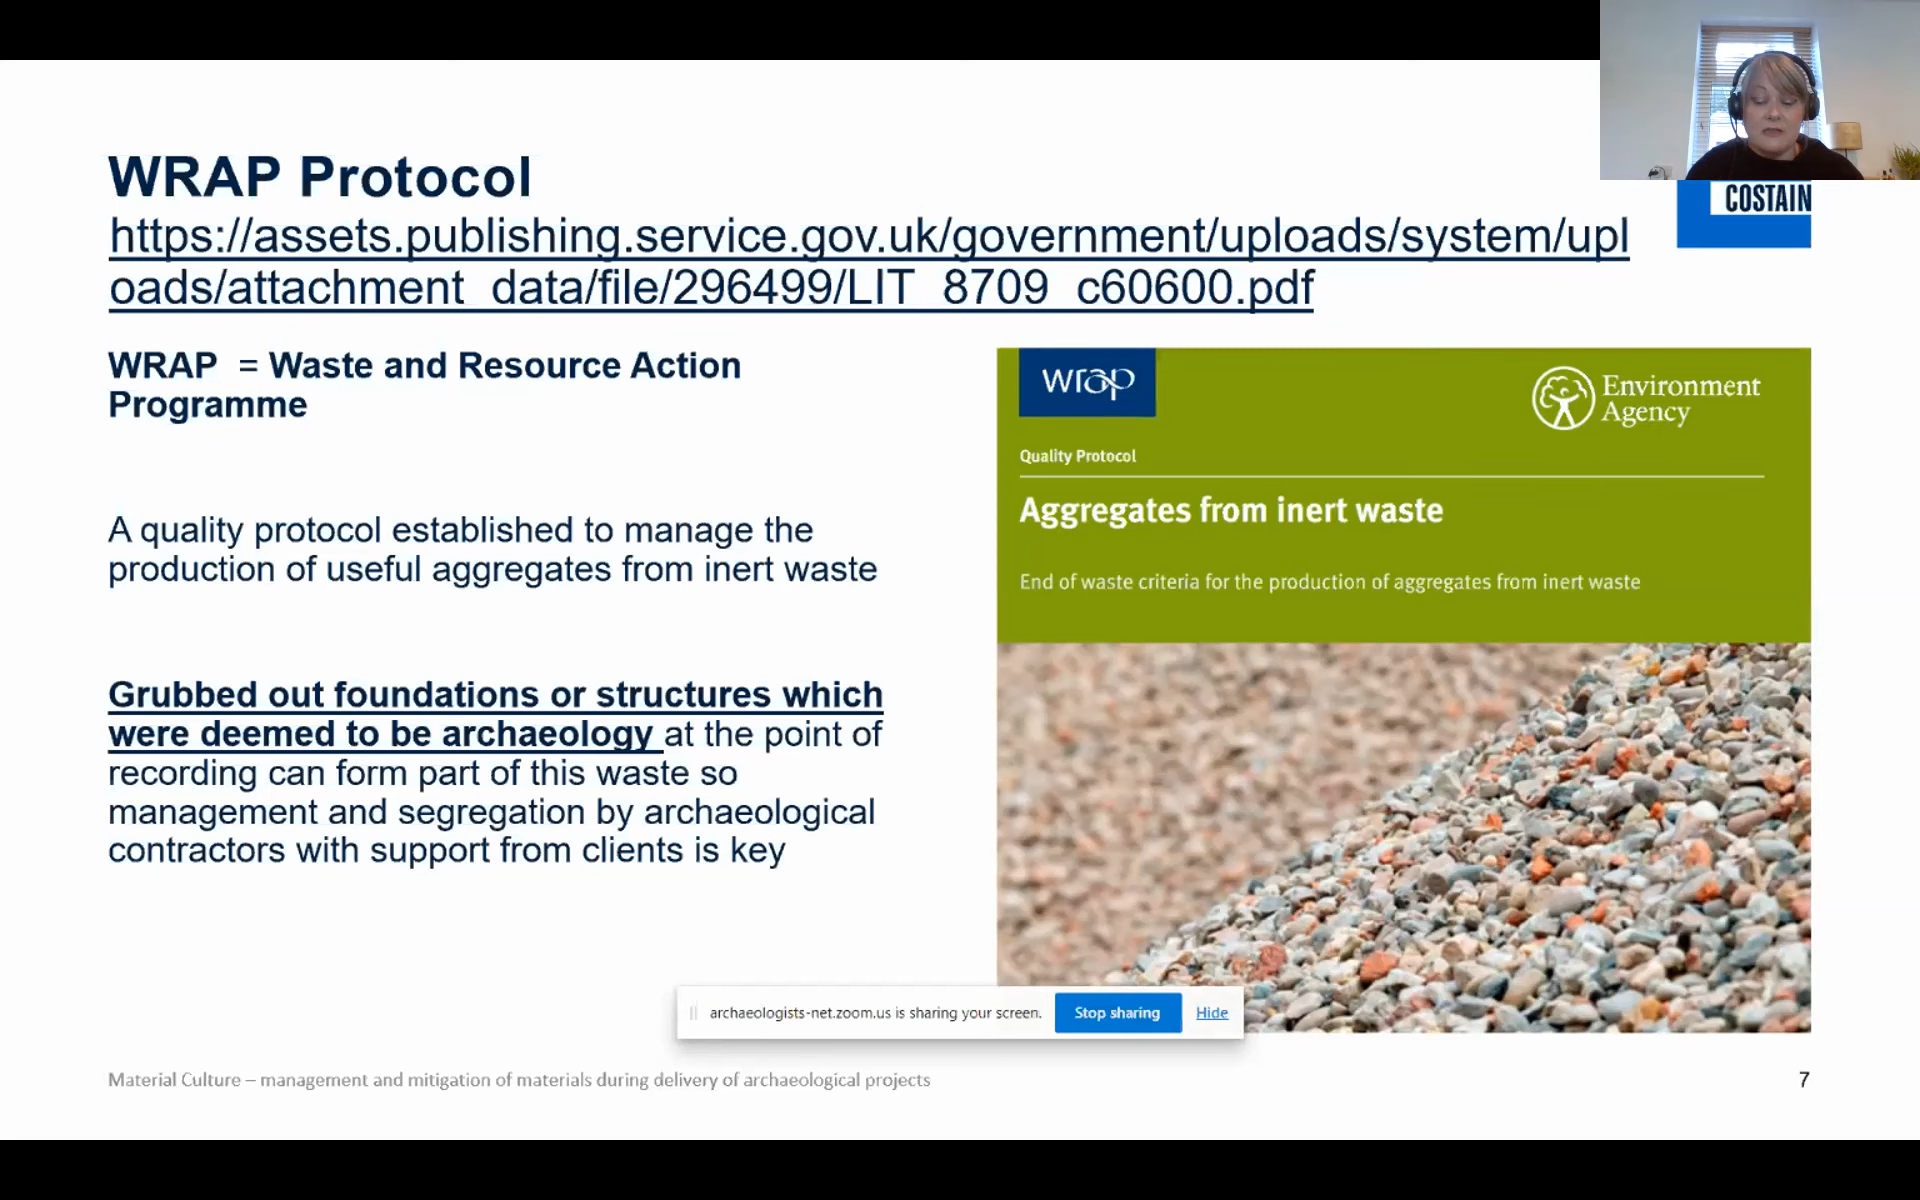 WRAP Protocol
https://assets.publishing.service.gov.uk/government/uploads/system/upl
oads/attachment_data/file/296499/LIT_8709_c60600.pdf
COSTAIN
WRAP = Waste and Resource Action
Programme
A quality protocol established to manage the
production of useful aggregates from inert waste
Grubbed out foundations or structures which
were deemed to be archaeology at the point of
recording can form part of this waste so
management and segregation by archaeological
contractors with support from clients is key
wrap
Environment
Agency
Quality Protocol
Aggregates from inert waste
End of waste criteria for the production of aggregates from inert waste
archaeologists-net.zoom.us is sharing your screen.
Stop sharing
Hide
Material Culture – management and mitigation of materials during delivery of archaeological projects
7